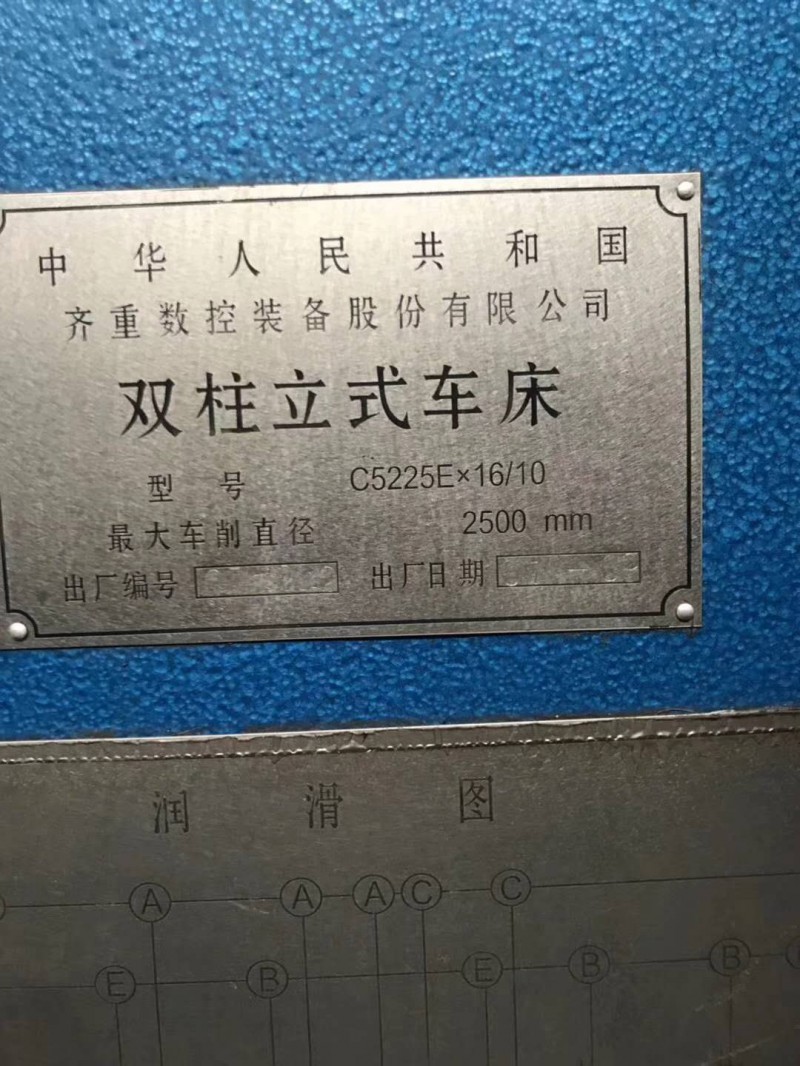 中华人民共和国
齐重数控装备股份有限公司
双柱立式车床
型号 C5225E×16/10
最大车削直径 2500 mm
出厂编号 出厂日期
润滑图
A A A C C
E B E B B